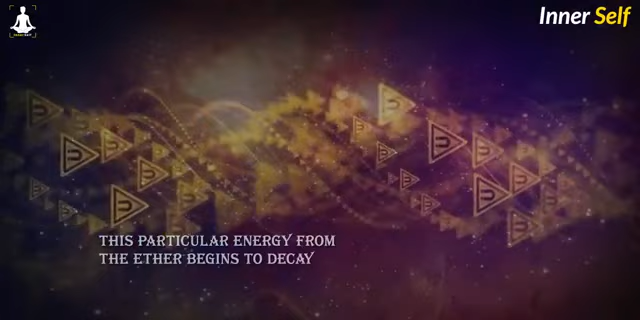 Inner Self
THIS PARTICULAR ENERGY FROM
THE ETHER BEGINS TO DECAY